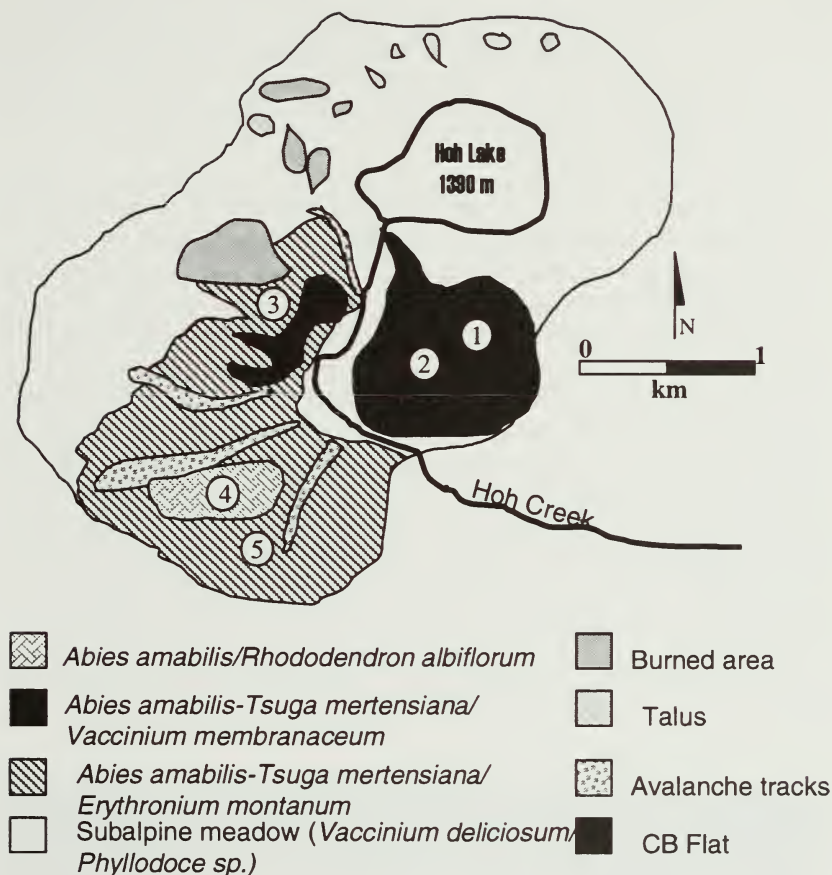 Hoh Lake
1390 m
3
1
2
N
0 1
km
4
Hoh Creek
5
Abies amabilis/Rhododendron albiflorum
Abies amabilis-Tsuga mertensiana/
Vaccinium membranaceum
Abies amabilis-Tsuga mertensiana/
Erythronium montanum
Subalpine meadow (Vaccinium deliciosum/
Phyllodoce sp.)
Burned area
Talus
Avalanche tracks
CB Flat